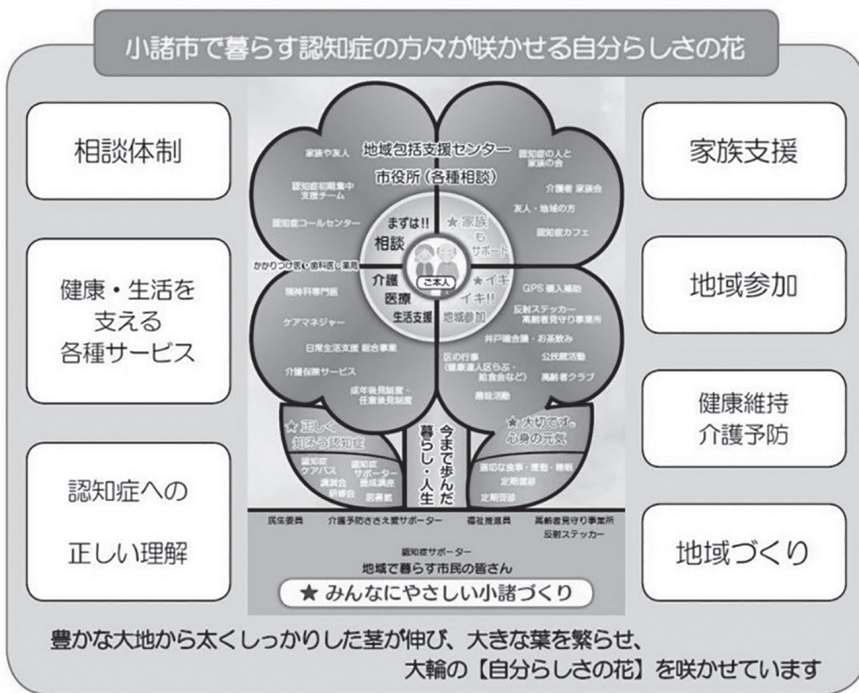 小諸市で暮らす認知症の方々が咲かせる自分らしさの花
相談体制
健康・生活を
支える
各種サービス
認知症への
正しい理解
家族や友人
認知症初期集中
支援チーム
認知症コールセンター
地域包括支援センター
市役所(各種相談)
認知症の人と
家族の会
介護者 家族会
友人・地域の方
認知症カフェ
まずは!!
相談
★家族
も
サポート
ご本人
介護
医療
生活支援
★イキ
イキ!!
地域参加
かかりつけ医・歯科医・薬局
精神科専門医
ケアマネジャー
日常生活支援 総合事業
介護保険サービス
成年後見制度・
任意後見制度
GPS 購入補助
反射ステッカー
高齢者見守り事業所
井戸端会議・お茶飲み
区の行事
(健康達人区らぶ・
給食会など)
公民館活動
高齢者クラブ
趣味活動
★正しく
知ろう認知症
認知症
ケアパス
認知症
サポーター
養成講座
講演会
研修会
図書館
今まで歩んだ
暮らし・人生
★大切です。
心身の元気
適切な食事・運動・睡眠
定期健診
定期受診
民生委員
介護予防ささえ愛サポーター
福祉推進員
高齢者見守り事業所
反射ステッカー
認知症サポーター
地域で暮らす市民の皆さん
★みんなにやさしい小諸づくり
家族支援
地域参加
健康維持
介護予防
地域づくり
豊かな大地から太くしっかりした茎が伸び、大きな葉を繁らせ、
大輪の【自分らしさの花】を咲かせています